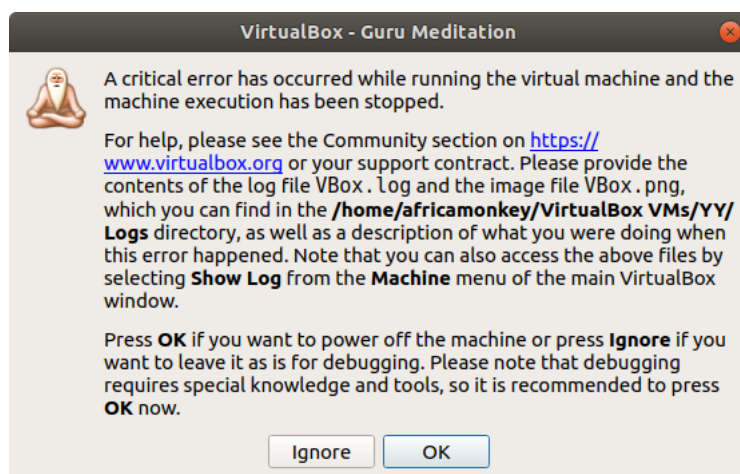 VirtualBox - Guru Meditation
A critical error has occurred while running the virtual machine and the
machine execution has been stopped.
For help, please see the Community section on https://
www.virtualbox.org or your support contract. Please provide the
contents of the log file VBox.log and the image file VBox.png,
which you can find in the /home/africamonkey/VirtualBox VMs/YY/
Logs directory, as well as a description of what you were doing when
this error happened. Note that you can also access the above files by
selecting Show Log from the Machine menu of the main VirtualBox
window.
Press OK if you want to power off the machine or press Ignore if you
want to leave it as is for debugging. Please note that debugging
requires special knowledge and tools, so it is recommended to press
OK now.
Ignore OK